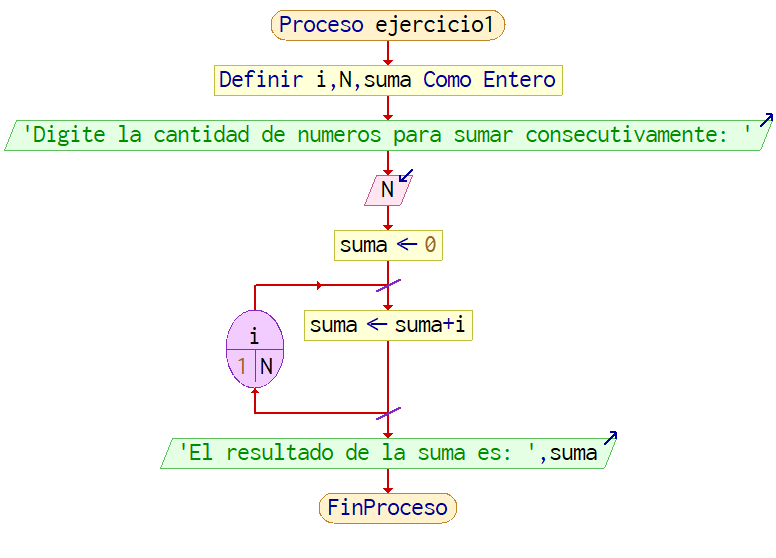 Proceso ejercicio1
Definir i,N,suma Como Entero
'Digite la cantidad de numeros para sumar consecutivamente: '
N
suma ← 0
i
1 N
suma ← suma+i
'El resultado de la suma es: ',suma
FinProceso